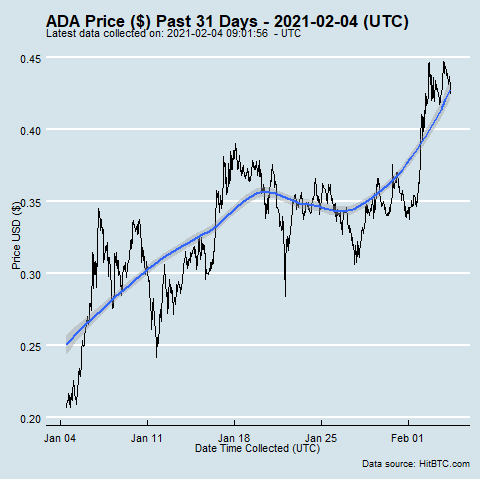 ADA Price ($) Past 31 Days - 2021-02-04 (UTC)
Latest data collected on: 2021-02-04 09:01:56 - UTC
0.45
0.40
0.35
0.30
0.25
0.20
Price USD ($)
Jan 04 Jan 11 Jan 18 Jan 25 Feb 01
Date Time Collected (UTC)
Data source: HitBTC.com